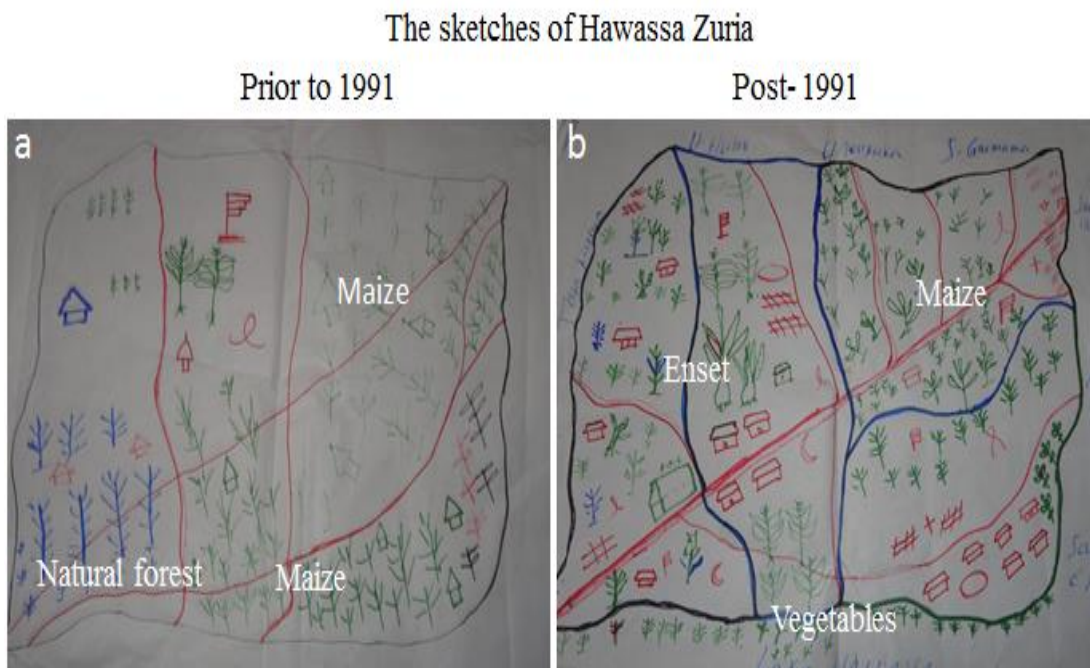 The sketches of Hawassa Zuria
Prior to 1991
Post- 1991
a
b
Maize
Maize
Enset
Natural forest
Maize
Vegetables